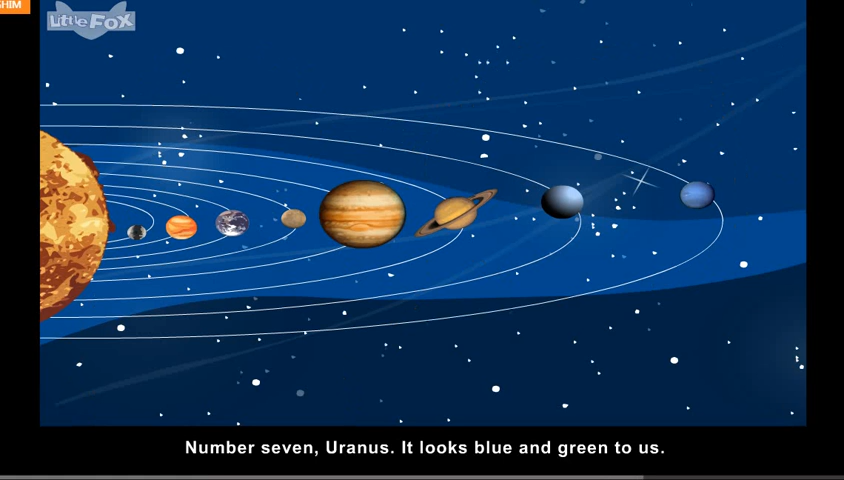 SHIM
Little Fox
Number seven, Uranus. It looks blue and green to us.